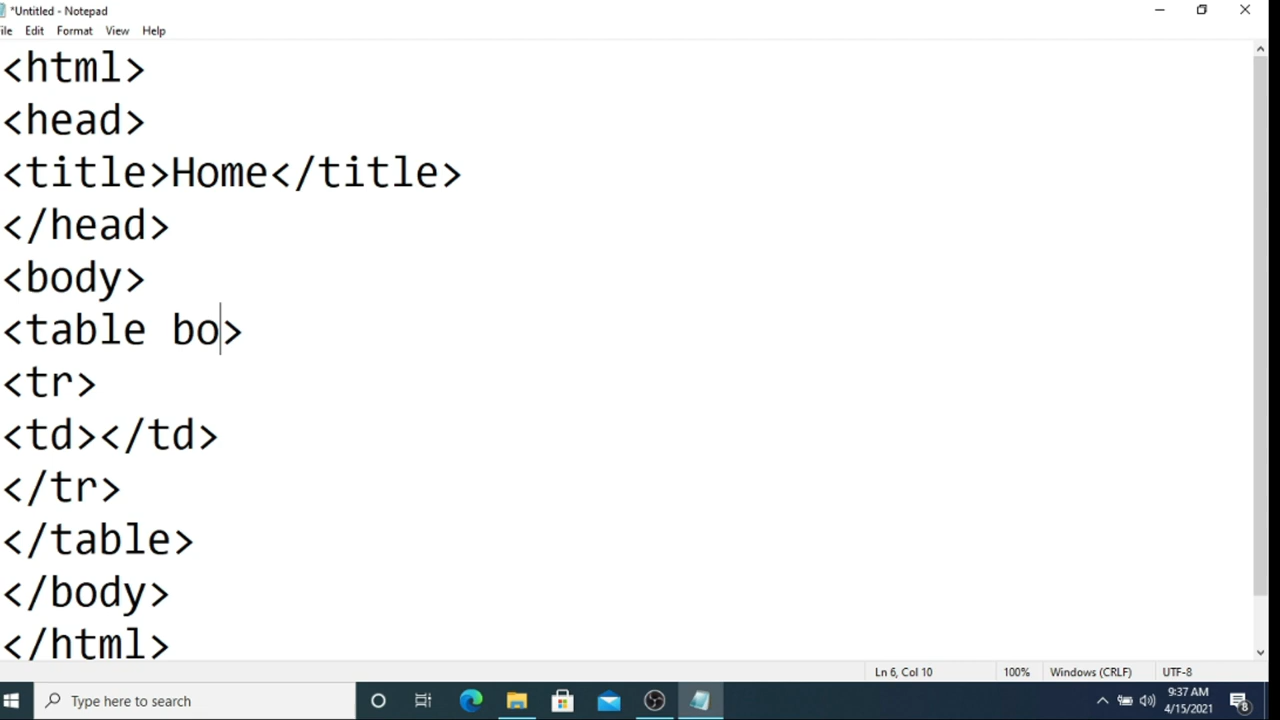 *Untitled - Notepad
ile Edit Format View Help
<html>
<head>
<title>Home</title>
</head>
<body>
<table bo>
<tr>
<td></td>
</tr>
</table>
</body>
</html>
Ln 6, Col 10 100% Windows (CRLF) UTF-8
Type here to search
9:37 AM
4/15/2021
8